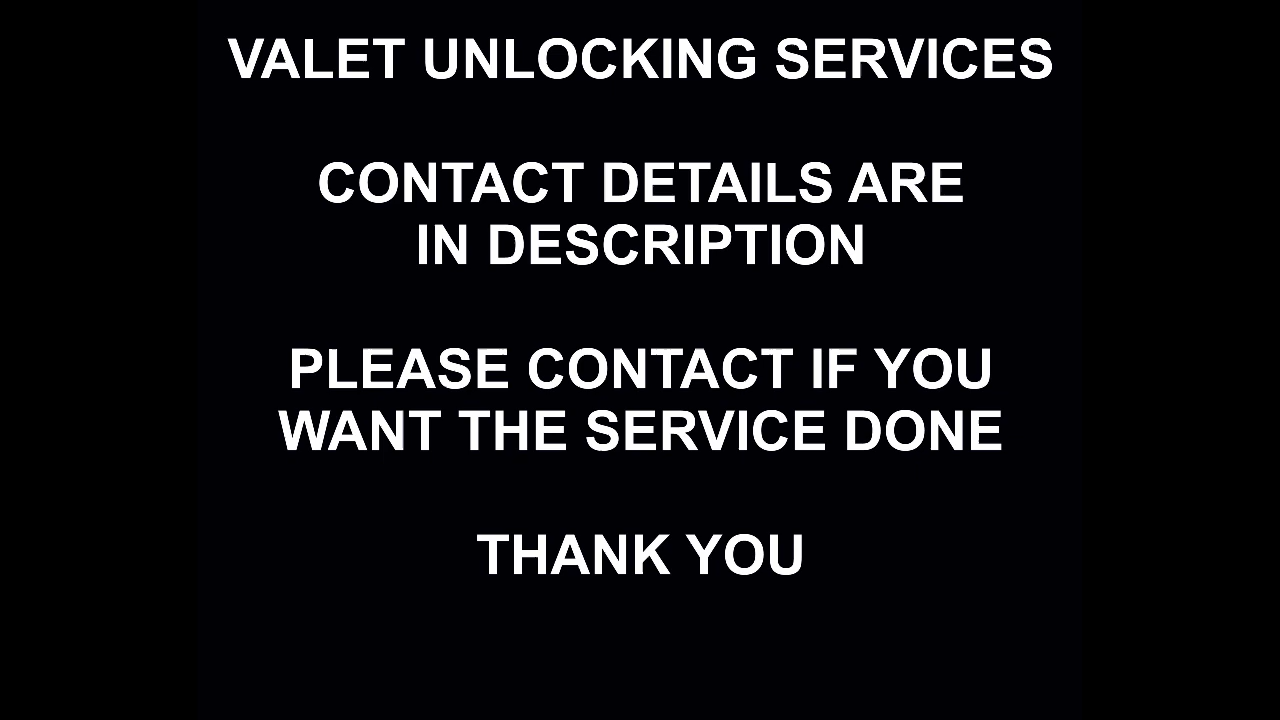 VALET UNLOCKING SERVICES
CONTACT DETAILS ARE
IN DESCRIPTION
PLEASE CONTACT IF YOU
WANT THE SERVICE DONE
THANK YOU